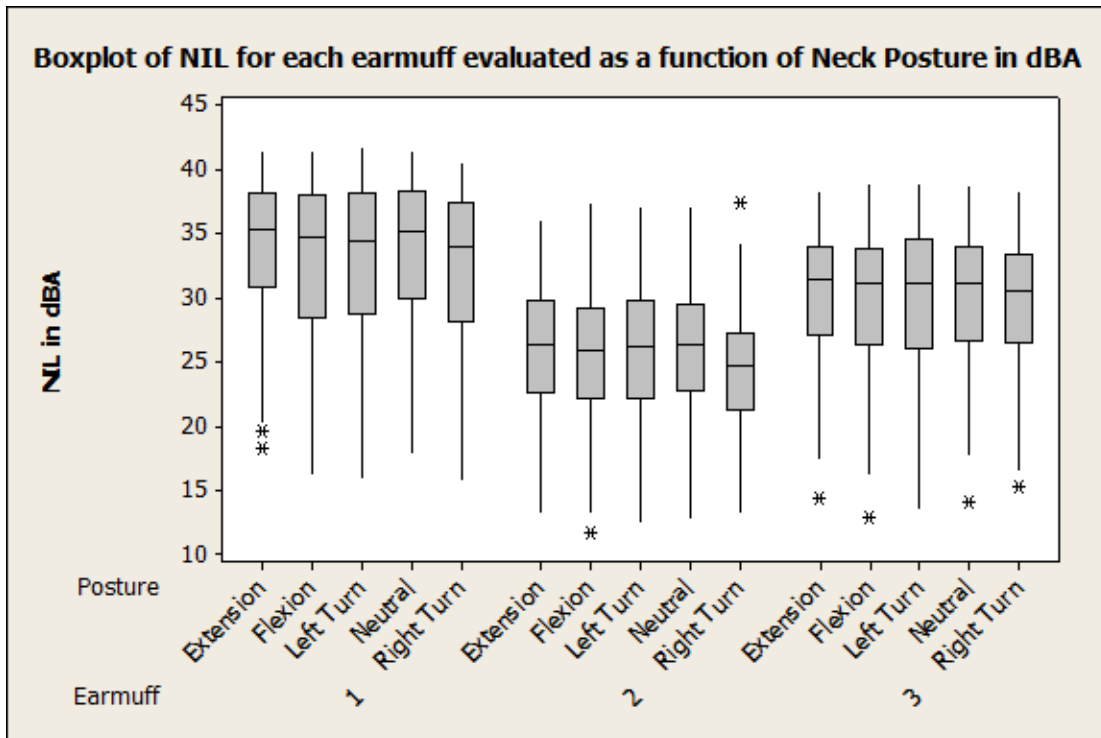 Boxplot of NIL for each earmuff evaluated as a function of Neck Posture in dBA
NIL in dBA
45
40
35
30
25
20
15
10
Posture
Extension
Flexion
Left Turn
Neutral
Right Turn
Extension
Flexion
Left Turn
Neutral
Right Turn
Extension
Flexion
Left Turn
Neutral
Right Turn
Earmuff
1
2
3